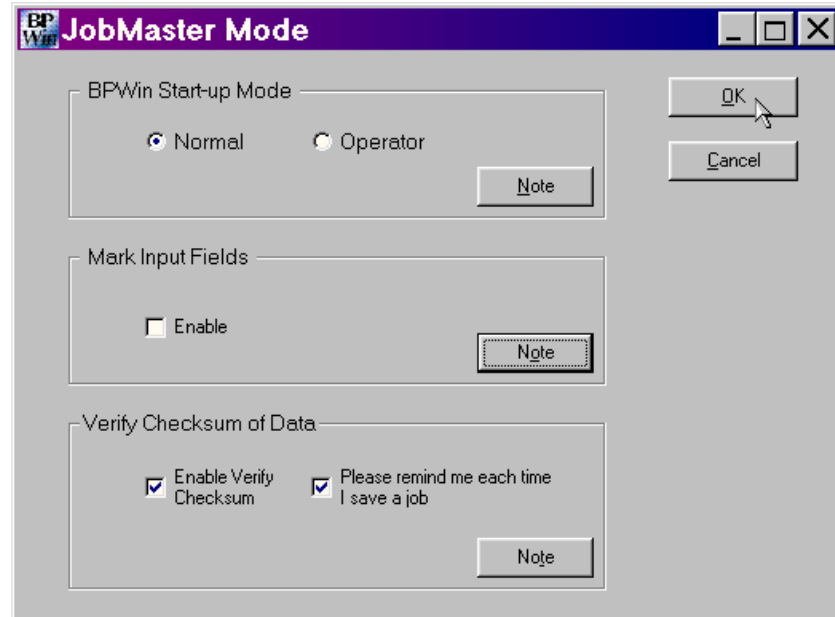 BP
Win
JobMaster Mode
BPWin Start-up Mode
Normal
Operator
Note
OK
Cancel
Mark Input Fields
Enable
Note
Verify Checksum of Data
Enable Verify
Checksum
Please remind me each time
I save a job
Note